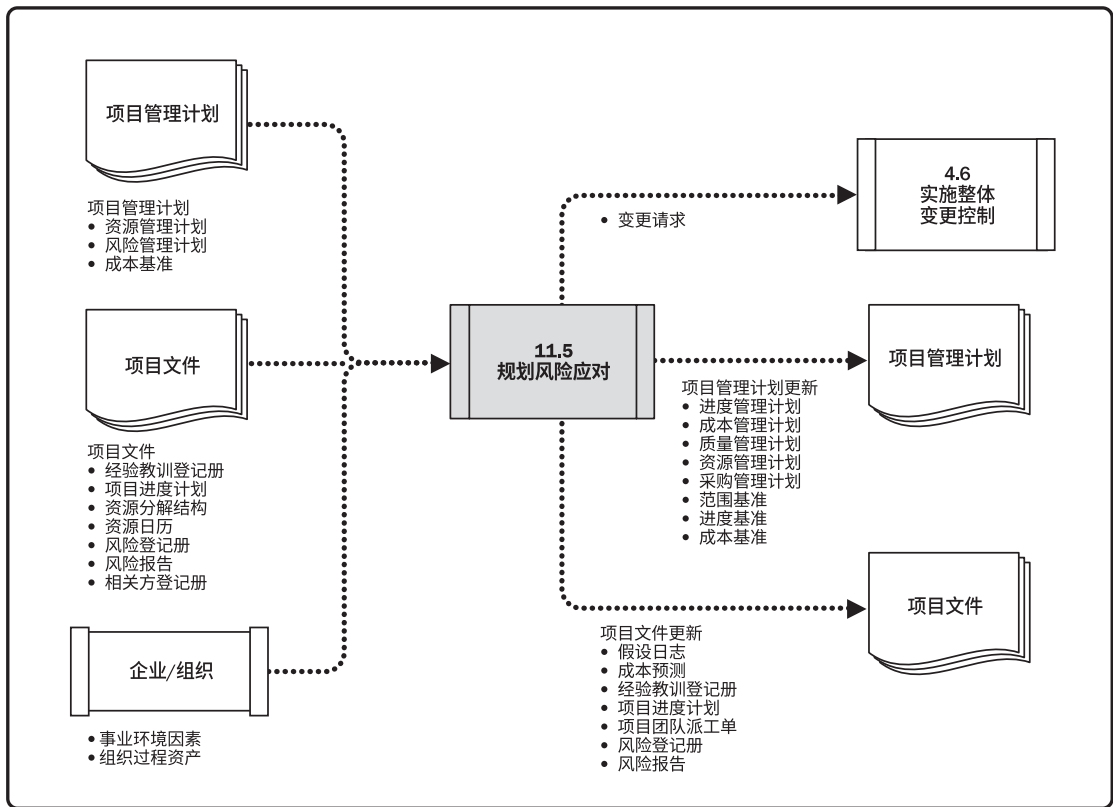 项目管理计划
项目管理计划
• 资源管理计划
• 风险管理计划
• 成本基准
项目文件
项目文件
• 经验教训登记册
• 项目进度计划
• 资源分解结构
• 资源日历
• 风险登记册
• 风险报告
• 相关方登记册
企业/组织
• 事业环境因素
• 组织过程资产
11.5
规划风险应对
• 变更请求
4.6
实施整体
变更控制
项目管理计划更新
• 进度管理计划
• 成本管理计划
• 质量管理计划
• 资源管理计划
• 采购管理计划
• 范围基准
• 进度基准
• 成本基准
项目管理计划
项目文件更新
• 假设日志
• 成本预测
• 经验教训登记册
• 项目进度计划
• 项目团队派工单
• 风险登记册
• 风险报告
项目文件